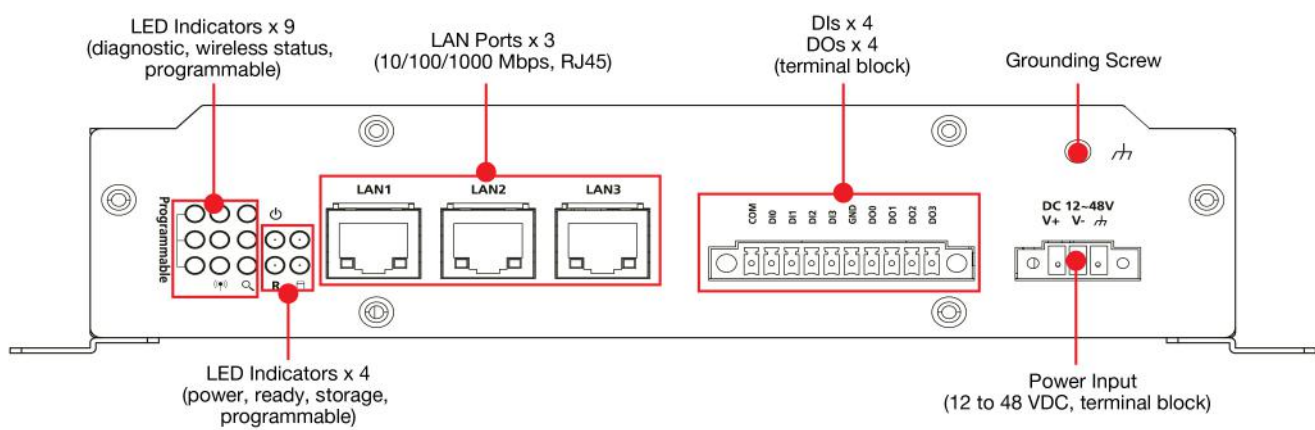 LED Indicators x 9
(diagnostic, wireless status,
programmable)
LAN Ports x 3
(10/100/1000 Mbps, RJ45)
DIs x 4
DOs x 4
(terminal block)
Grounding Screw
Programmable
LAN1
LAN2
LAN3
COM
DI0
DI1
DI2
DI3
GND
DO0
DO1
DO2
DO3
DC 12~48V
V+ V-
R
LED Indicators x 4
(power, ready, storage,
programmable)
Power Input
(12 to 48 VDC, terminal block)